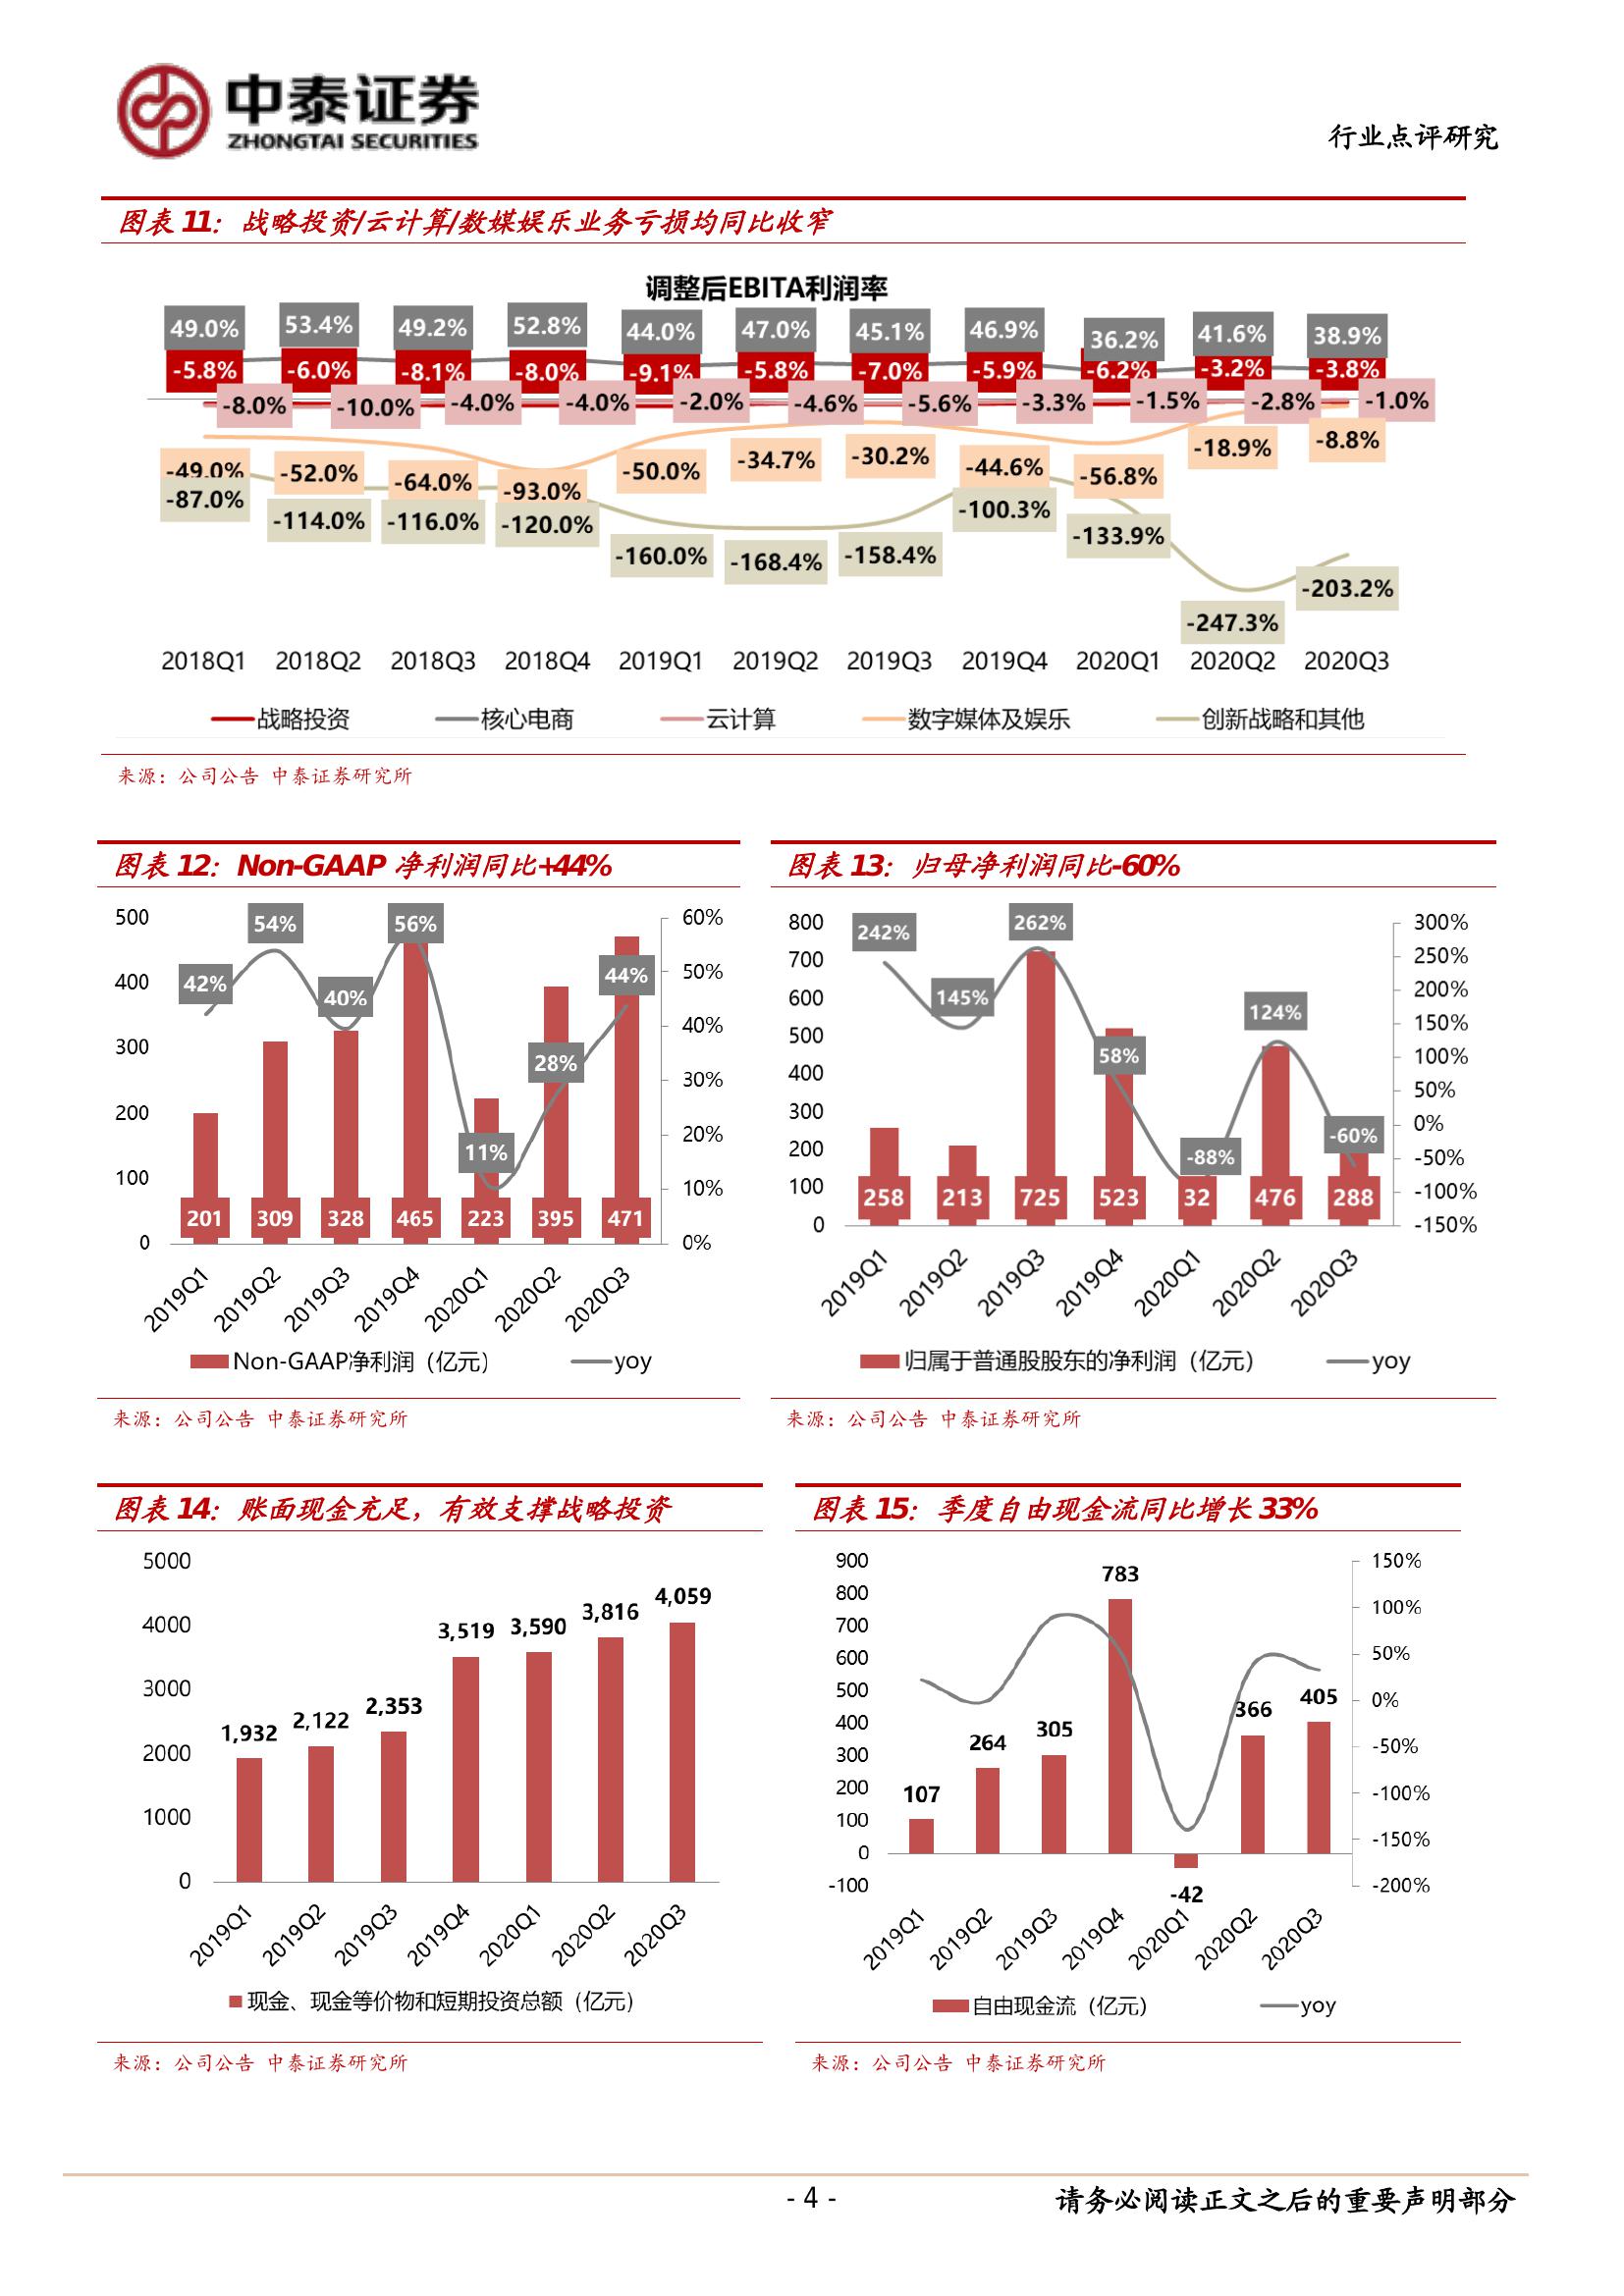 中泰证券
ZHONGTAI SECURITIES
行业点评研究
图表 11：战略投资/云计算/数媒娱乐业务亏损均同比收窄
调整后EBITA利润率
49.0% 53.4% 49.2% 52.8% 44.0% 47.0% 45.1% 46.9% 36.2% 41.6% 38.9%
-5.8% -6.0% -8.1% -8.0% -9.1% -5.8% -7.0% -5.9% -6.2% -3.2% -3.8%
-8.0% -10.0% -4.0% -4.0% -2.0% -4.6% -5.6% -3.3% -1.5% -2.8% -1.0%
-49.0% -52.0% -64.0% -93.0% -50.0% -34.7% -30.2% -44.6% -56.8% -18.9% -8.8%
-87.0% -114.0% -116.0% -120.0% -160.0% -168.4% -158.4% -100.3% -133.9% -247.3% -203.2%
2018Q1 2018Q2 2018Q3 2018Q4 2019Q1 2019Q2 2019Q3 2019Q4 2020Q1 2020Q2 2020Q3
战略投资 核心电商 云计算 数字媒体及娱乐 创新战略和其他
来源：公司公告 中泰证券研究所
图表 12：Non-GAAP 净利润同比+44%
500 400 300 200 100 0
60% 50% 40% 30% 20% 10% 0%
42% 54% 40% 56% 11% 28% 44%
201 309 328 465 223 395 471
2019Q1 2019Q2 2019Q3 2019Q4 2020Q1 2020Q2 2020Q3
Non-GAAP净利润（亿元） yoy
来源：公司公告 中泰证券研究所
图表 13：归母净利润同比-60%
800 700 600 500 400 300 200 100 0
300% 250% 200% 150% 100% 50% 0% -50% -100% -150%
242% 145% 262% 58% -88% 124% -60%
258 213 725 523 32 476 288
2019Q1 2019Q2 2019Q3 2019Q4 2020Q1 2020Q2 2020Q3
归属于普通股股东的净利润（亿元） yoy
来源：公司公告 中泰证券研究所
图表 14：账面现金充足，有效支撑战略投资
5000 4000 3000 2000 1000 0
1,932 2,122 2,353 3,519 3,590 3,816 4,059
2019Q1 2019Q2 2019Q3 2019Q4 2020Q1 2020Q2 2020Q3
现金、现金等价物和短期投资总额（亿元）
来源：公司公告 中泰证券研究所
图表 15：季度自由现金流同比增长 33%
900 800 700 600 500 400 300 200 100 0 -100
150% 100% 50% 0% -50% -100% -150% -200%
107 264 305 783 -42 366 405
2019Q1 2019Q2 2019Q3 2019Q4 2020Q1 2020Q2 2020Q3
自由现金流（亿元） yoy
来源：公司公告 中泰证券研究所
- 4 -
请务必阅读正文之后的重要声明部分